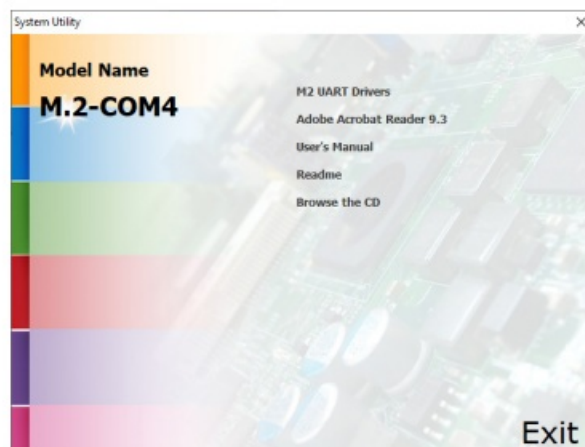 System Utility
Model Name
M.2-COM4
M2 UART Drivers
Adobe Acrobat Reader 9.3
User's Manual
Readme
Browse the CD
Exit